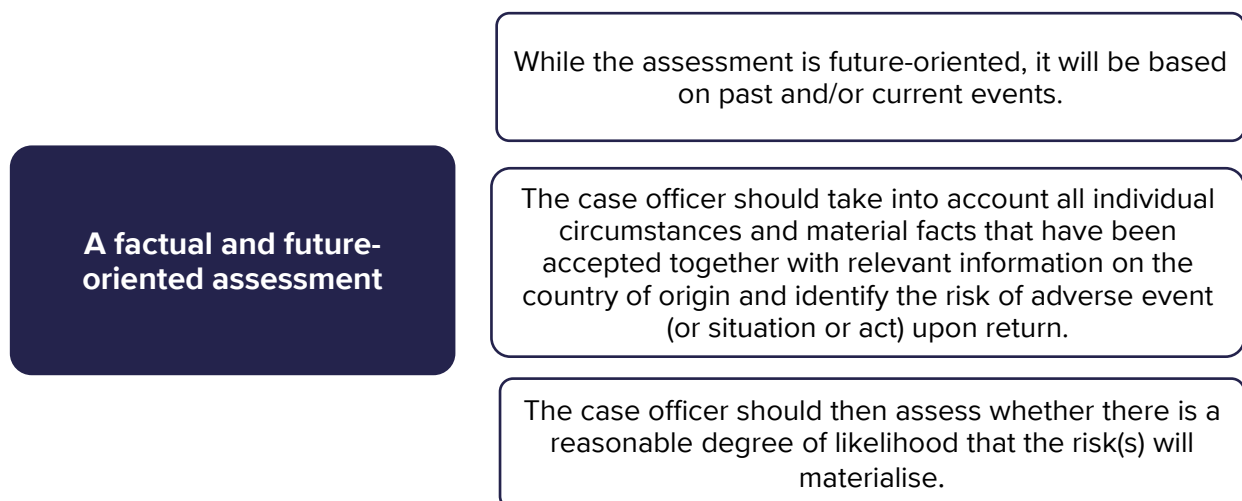 While the assessment is future-oriented, it will be based
on past and/or current events.
A factual and future-
oriented assessment
The case officer should take into account all individual
circumstances and material facts that have been
accepted together with relevant information on the
country of origin and identify the risk of adverse event
(or situation or act) upon return.
The case officer should then assess whether there is a
reasonable degree of likelihood that the risk(s) will
materialise.